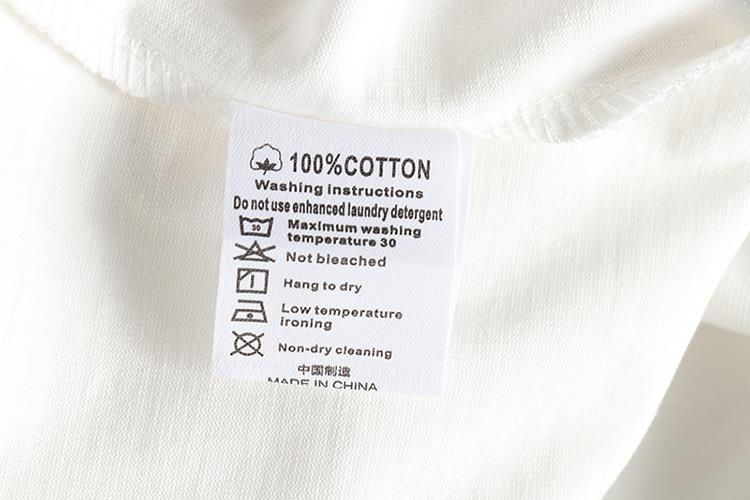 100%COTTON
Washing instructions
Do not use enhanced laundry detergent
30
Maximum washing
temperature 30
Not bleached
Hang to dry
Low temperature
ironing
Non-dry cleaning
中国制造
MADE IN CHINA